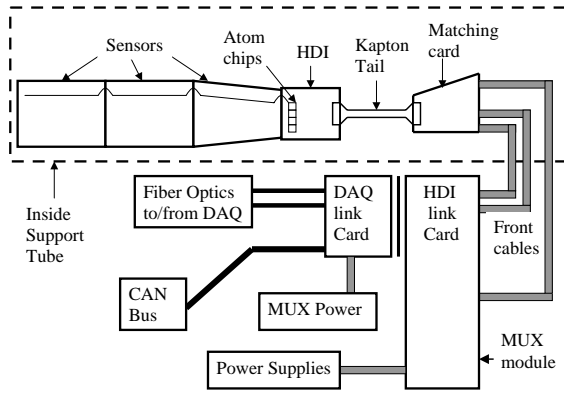 Sensors
Atom
chips
HDI
Kapton
Tail
Matching
card
Inside
Support
Tube
Fiber Optics
to/from DAQ
DAQ
link
Card
HDI
link
Card
Front
cables
CAN
Bus
MUX Power
Power Supplies
MUX
module